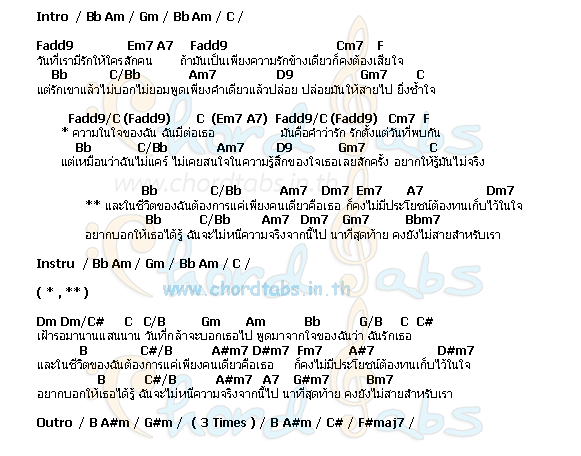 Intro / Bb Am / Gm / Bb Am / C /
Fadd9 Em7 A7 Fadd9 Cm7 F
วันที่เรามีรักให้ใครสักคน ถ้ามันเป็นเพียงความรักข้างเดียวก็คงต้องเสียใจ
Bb C/Bb Am7 D9 Gm7 C
แต่รักเขาแล้วไม่บอกไม่ยอมพูดเพียงคำเดียวแล้วปล่อย ปล่อยมันให้สายไป ยิ่งช้ำใจ
Fadd9/C (Fadd9) C (Em7 A7) Fadd9/C (Fadd9) Cm7 F
* ความในใจของฉัน ฉันมีต่อเธอ มันคือคำว่ารัก รักตั้งแต่วันที่พบกัน
Bb C/Bb Am7 D9 Gm7 C
แต่เหมือนว่าฉันไม่แคร์ ไม่เคยสนใจในความรู้สึกของใจเธอเลยสักครั้ง อยากให้รู้มันไม่จริง
www.chordtabs.in.th
Bb C/Bb Am7 Dm7 Em7 A7 Dm7
** และในชีวิตของฉันต้องการแค่เพียงคนเดียวคือเธอ ก็คงไม่มีประโยชน์ต้องทนเก็บไว้ในใจ
Bb C/Bb Am7 Dm7 Gm7 Bbm7
อยากบอกให้เธอได้รู้ ฉันจะไม่หนีความจริงจากนี้ไป นาทีสุดท้าย คงยังไม่สายสำหรับเรา
Instru / Bb Am / Gm / Bb Am / C /
( * , ** )
www.chordtabs.in.th
Dm Dm/C# C C/B Gm Am Bb G/B C C#
เฝ้ารอมานานแสนนาน วันที่กล้าจะบอกเธอไป พูดมาจากใจของฉันว่า ฉันรักเธอ
B C#/B A#m7 D#m7 Fm7 A#7 D#m7
และในชีวิตของฉันต้องการแค่เพียงคนเดียวคือเธอ ก็คงไม่มีประโยชน์ต้องทนเก็บไว้ในใจ
B C#/B A#m7 A7 G#m7 Bm7
อยากบอกให้เธอได้รู้ ฉันจะไม่หนีความจริงจากนี้ไป นาทีสุดท้าย คงยังไม่สายสำหรับเรา
Outro / B A#m / G#m / ( 3 Times ) / B A#m / C# / F#maj7 /